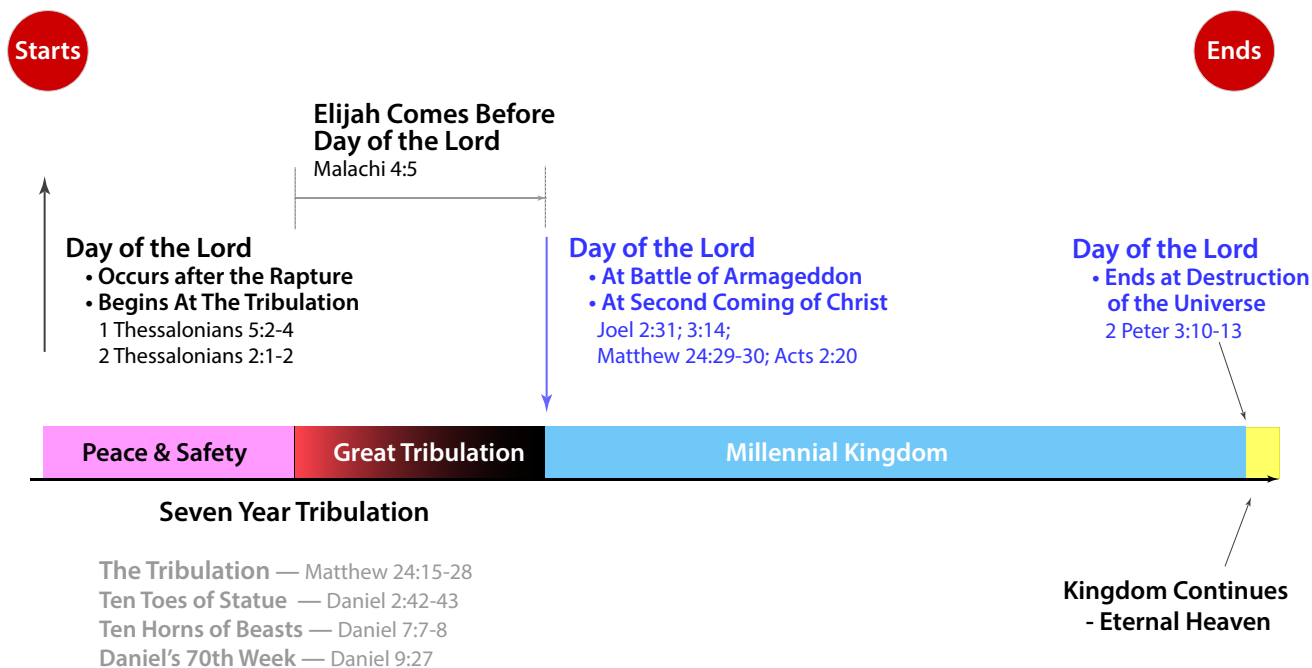 Starts
Ends
Elijah Comes Before
Day of the Lord
Malachi 4:5
Day of the Lord
• Occurs after the Rapture
• Begins At The Tribulation
1 Thessalonians 5:2-4
2 Thessalonians 2:1-2
Day of the Lord
• At Battle of Armageddon
• At Second Coming of Christ
Joel 2:31; 3:14;
Matthew 24:29-30; Acts 2:20
Day of the Lord
• Ends at Destruction
of the Universe
2 Peter 3:10-13
Peace & Safety
Great Tribulation
Millennial Kingdom
Seven Year Tribulation
The Tribulation — Matthew 24:15-28
Ten Toes of Statue — Daniel 2:42-43
Ten Horns of Beasts — Daniel 7:7-8
Daniel's 70th Week — Daniel 9:27
Kingdom Continues
- Eternal Heaven